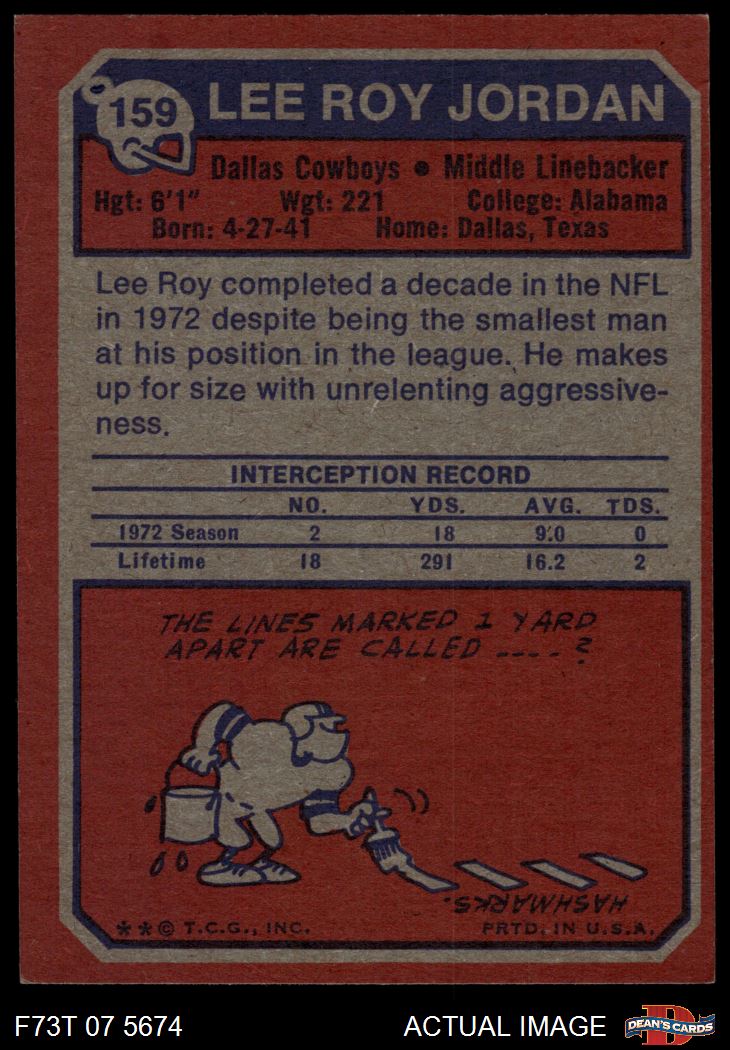 159
LEE ROY JORDAN
Dallas Cowboys • Middle Linebacker
Hgt: 6'1" Wgt: 221 College: Alabama
Born: 4-27-41 Home: Dallas, Texas
Lee Roy completed a decade in the NFL
in 1972 despite being the smallest man
at his position in the league. He makes
up for size with unrelenting aggressive-
ness.
INTERCEPTION RECORD
NO. YDS. AVG. TDS.
1972 Season 2 18 9.0 0
Lifetime 18 291 16.2 2
THE LINES MARKED 1 YARD
APART ARE CALLED ----?
HASHMARKS.
**© T.C.G., INC. PRTD. IN U.S.A.
F73T 07 5674 ACTUAL IMAGE D DEAN'S CARDS